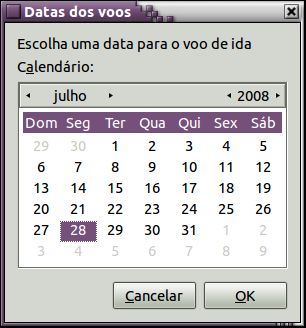 Datas dos voos
Escolha uma data para o voo de ida
Calendário:
julho 2008
Dom Seg Ter Qua Qui Sex Sáb
29 30 1 2 3 4 5
6 7 8 9 10 11 12
13 14 15 16 17 18 19
20 21 22 23 24 25 26
27 28 29 30 31 1 2
3 4 5 6 7 8 9
Cancelar OK